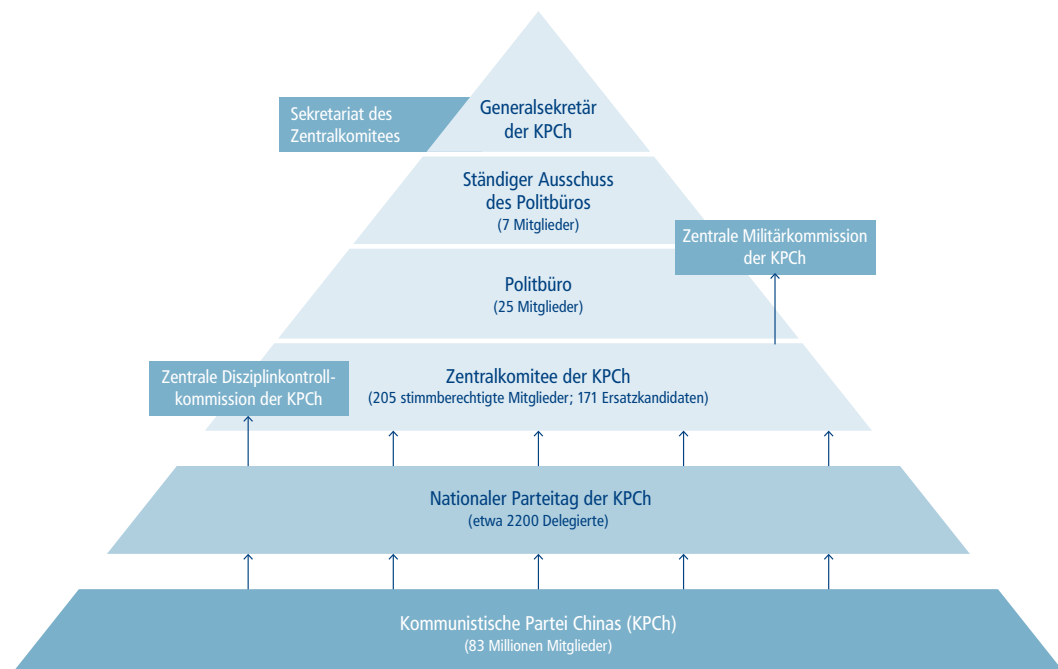 Generalsekretär
der KPCh
Sekretariat des
Zentralkomitees
Ständiger Ausschuss
des Politbüros
(7 Mitglieder)
Zentrale Militärkommission
der KPCh
Politbüro
(25 Mitglieder)
Zentrale Disziplinkontroll-
kommission der KPCh
Zentralkomitee der KPCh
(205 stimmberechtigte Mitglieder; 171 Ersatzkandidaten)
Nationaler Parteitag der KPCh
(etwa 2200 Delegierte)
Kommunistische Partei Chinas (KPCh)
(83 Millionen Mitglieder)